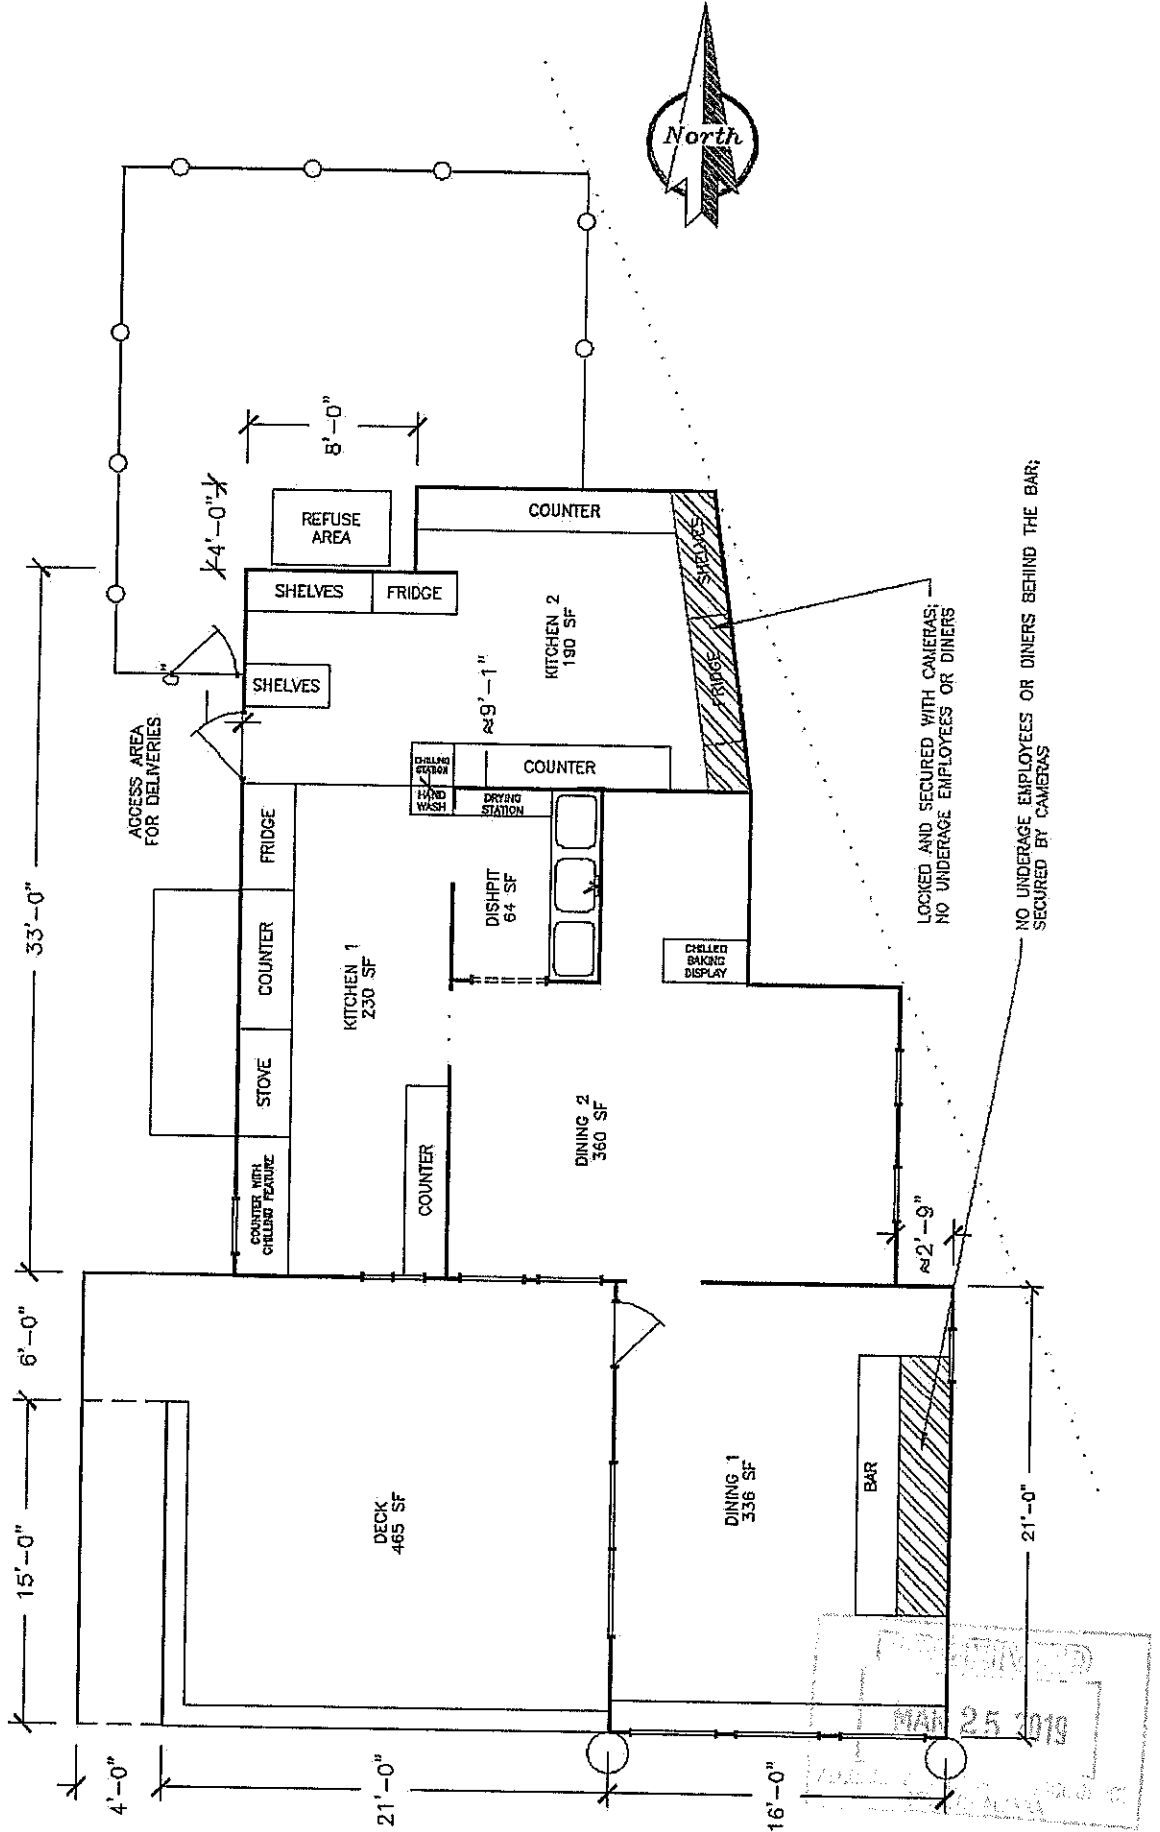 North
33'-0"
6'-0"
15'-0"
4'-0"
8'-0"
4'-0"
21'-0"
16'-0"
21'-0"
≈9'-1"
≈2'-9"
ACCESS AREA
FOR DELIVERIES
REFUSE
AREA
SHELVES
FRIDGE
SHELVES
COUNTER
SHELVES
FRIDGE
KITCHEN 2
190 SF
COUNTER
CHILLING
STATION
HAND
WASH
DRYING
STATION
DISHPIT
64 SF
FRIDGE
COUNTER
STOVE
COUNTER WITH
CHILLING FEATURE
KITCHEN 1
230 SF
COUNTER
CHILLED
BAKING
DISPLAY
DINING 2
360 SF
DECK
465 SF
DINING 1
336 SF
BAR
LOCKED AND SECURED WITH CAMERAS;
NO UNDERAGE EMPLOYEES OR DINERS
NO UNDERAGE EMPLOYEES OR DINERS BEHIND THE BAR;
SECURED BY CAMERAS
MAR 25 2019